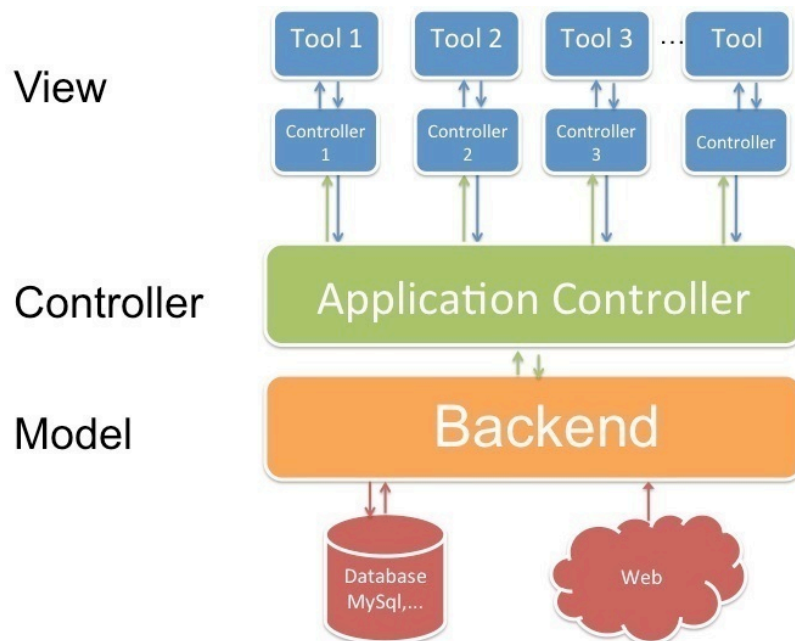 View
Tool 1
Tool 2
Tool 3
...
Tool
Controller
1
Controller
2
Controller
3
Controller
Controller
Application Controller
Model
Backend
Database
MySql,...
Web